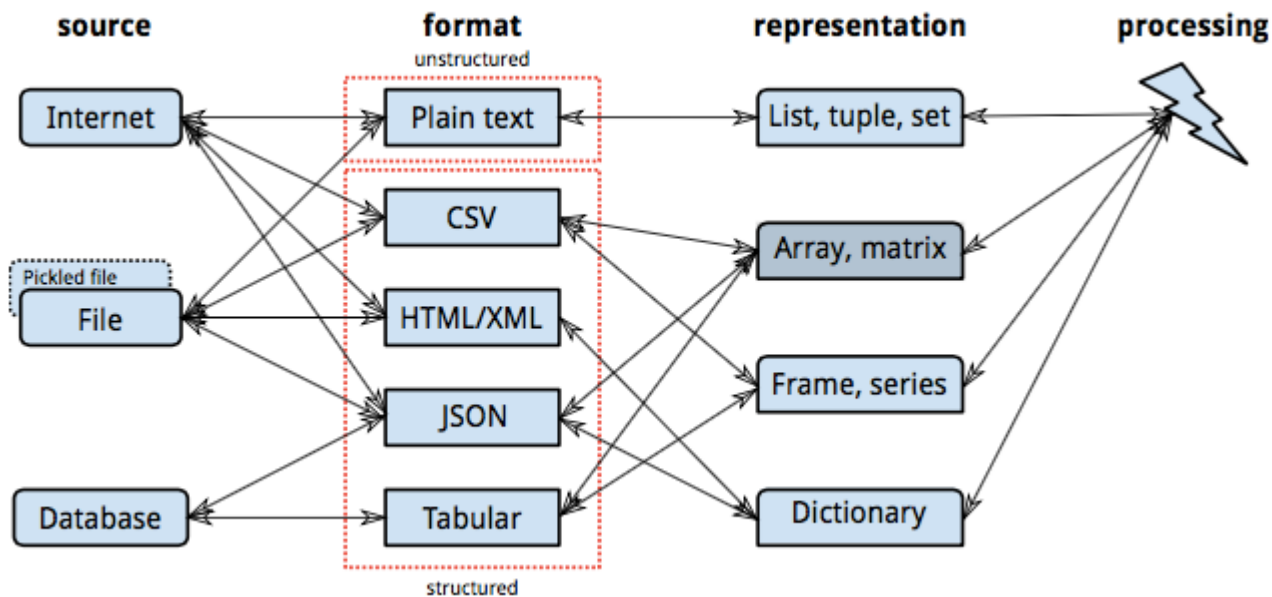 source
format
representation
processing
unstructured
Internet
Plain text
List, tuple, set
CSV
Array, matrix
Pickled file
File
HTML/XML
Frame, series
JSON
Database
Tabular
Dictionary
structured